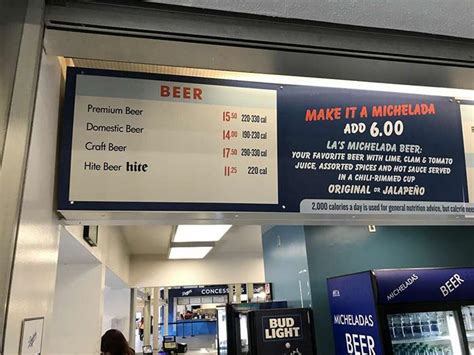 BEER
Premium Beer 15.50 220-330 cal
Domestic Beer 14.00 190-230 cal
Craft Beer 17.50 290-330 cal
Hite Beer hite 11.25 220 cal
MAKE IT A MICHELADA
ADD 6.00
LA'S MICHELADA BEER:
YOUR FAVORITE BEER WITH LIME, CLAM & TOMATO
JUICE, ASSORTED SPICES AND HOT SAUCE SERVED
IN A CHILI-RIMMED CUP
ORIGINAL OR JALAPEÑO
2,000 calories a day is used for general nutrition advice, but calorie
CONCESS
BUD
LIGHT
MICHELADAS
BEER
MICHELADAS
BEER